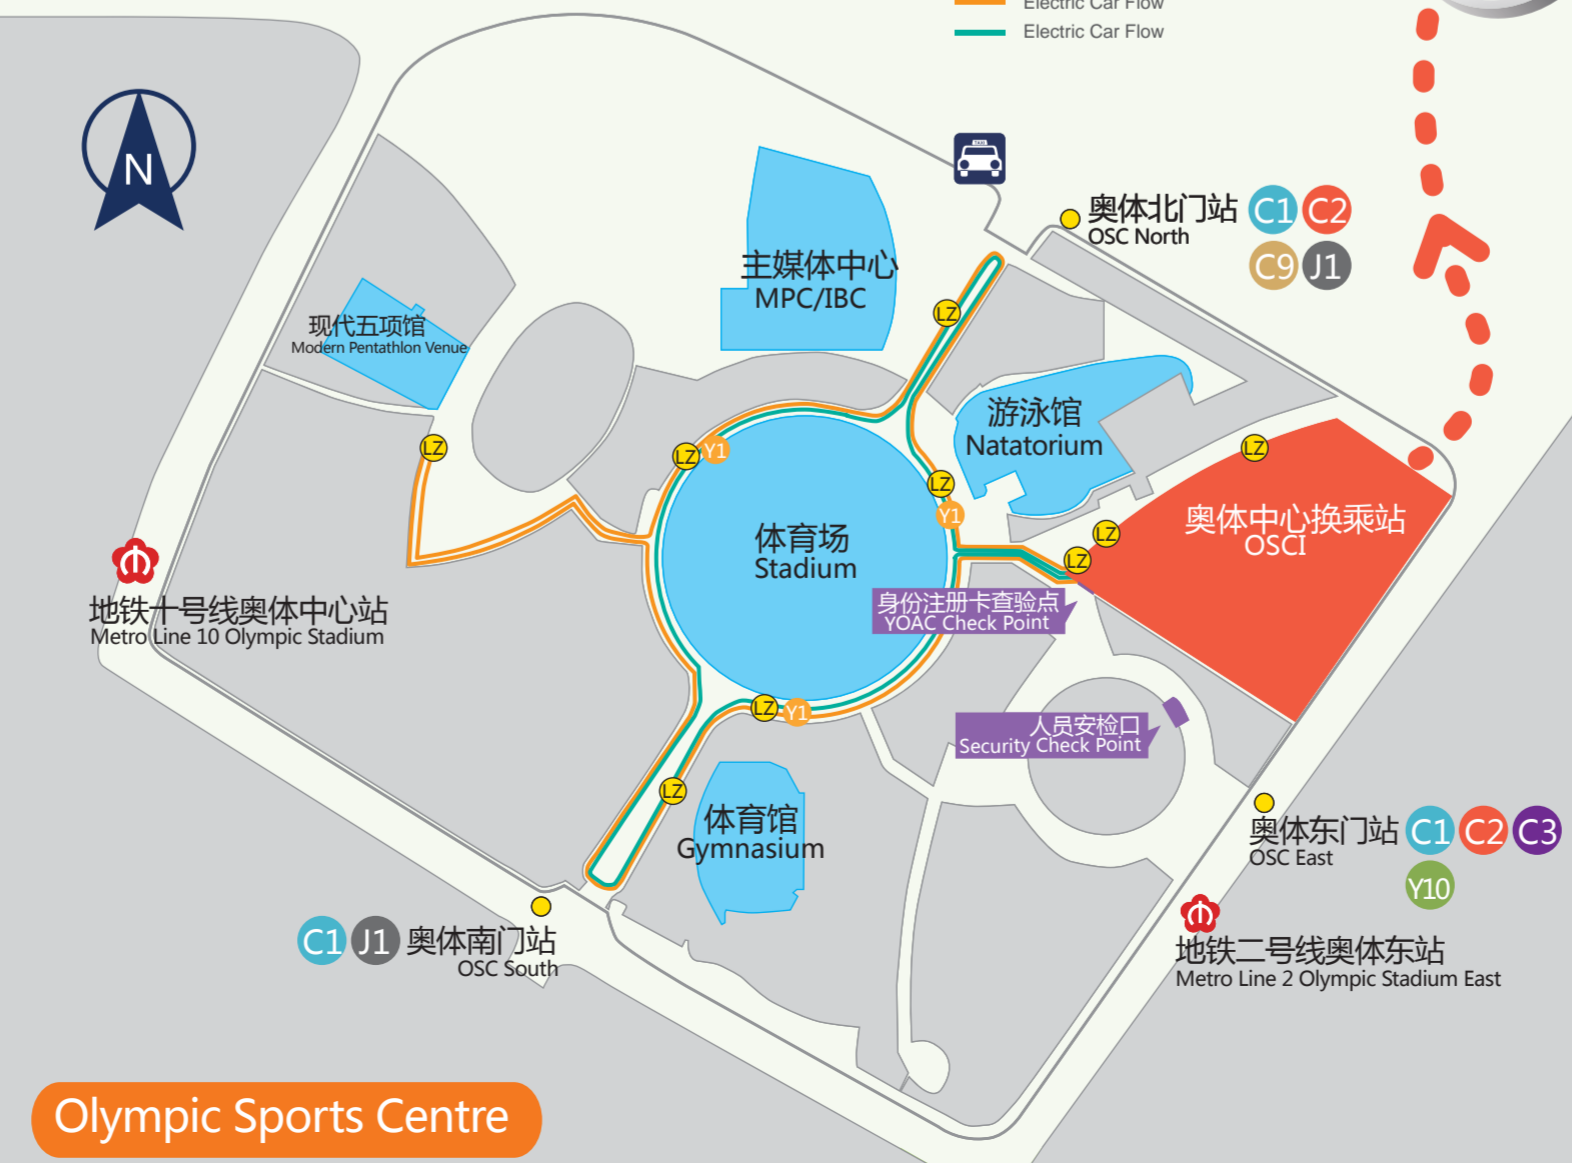 Electric Car Flow
Electric Car Flow
N
TAXI
奥体北门站 C1 C2
OSC North
C9 J1
主媒体中心
MPC/IBC
LZ
现代五项馆
Modern Pentathlon Venue
游泳馆
Natatorium
LZ
LZ Y1
LZ
LZ
Y1
奥体中心换乘站
OSCI
LZ
LZ
体育场
Stadium
地铁十号线奥体中心站
Metro Line 10 Olympic Stadium
身份注册卡查验点
YOAC Check Point
LZ Y1
人员安检口
Security Check Point
LZ
体育馆
Gymnasium
奥体东门站 C1 C2 C3
OSC East
Y10
C1 J1 奥体南门站
OSC South
地铁二号线奥体东站
Metro Line 2 Olympic Stadium East
Olympic Sports Centre